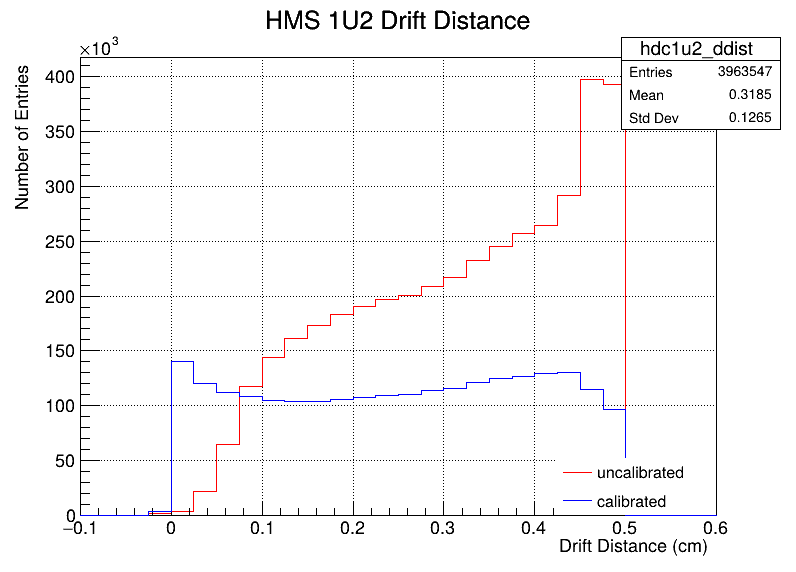 HMS 1U2 Drift Distance
×10³
hdc1u2_ddist
Entries 3963547
Mean 0.3185
Std Dev 0.1265
Number of Entries
400
350
300
250
200
150
100
50
0
uncalibrated
calibrated
−0.1 0 0.1 0.2 0.3 0.4 0.5 0.6
Drift Distance (cm)